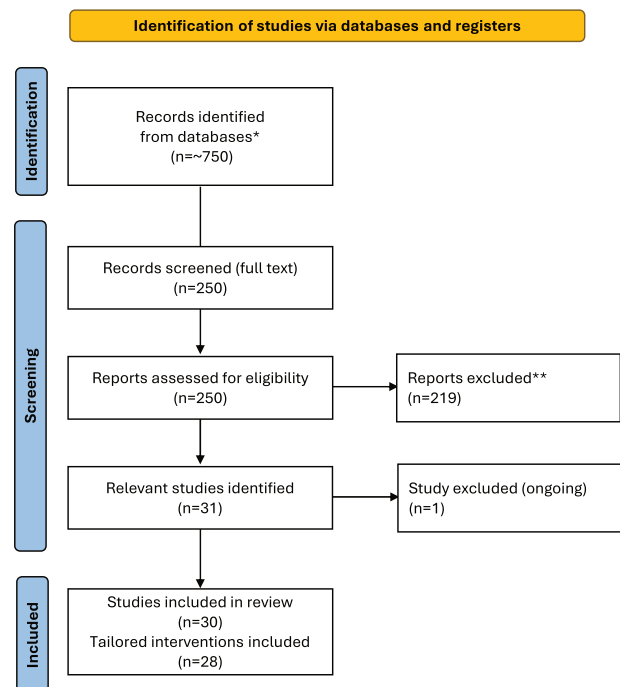 Identification of studies via databases and registers
Identification
Records identified
from databases*
(n=~750)
Screening
Records screened (full text)
(n=250)
Reports assessed for eligibility
(n=250)
Reports excluded**
(n=219)
Relevant studies identified
(n=31)
Study excluded (ongoing)
(n=1)
Included
Studies included in review
(n=30)
Tailored interventions included
(n=28)